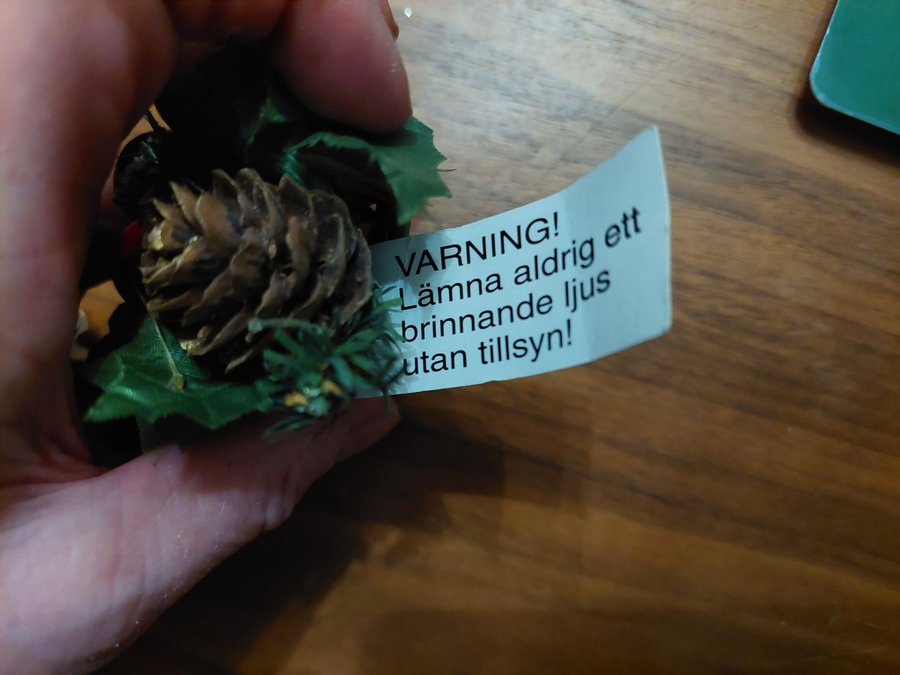 VARNING!
Lämna aldrig ett
brinnande ljus
utan tillsyn!